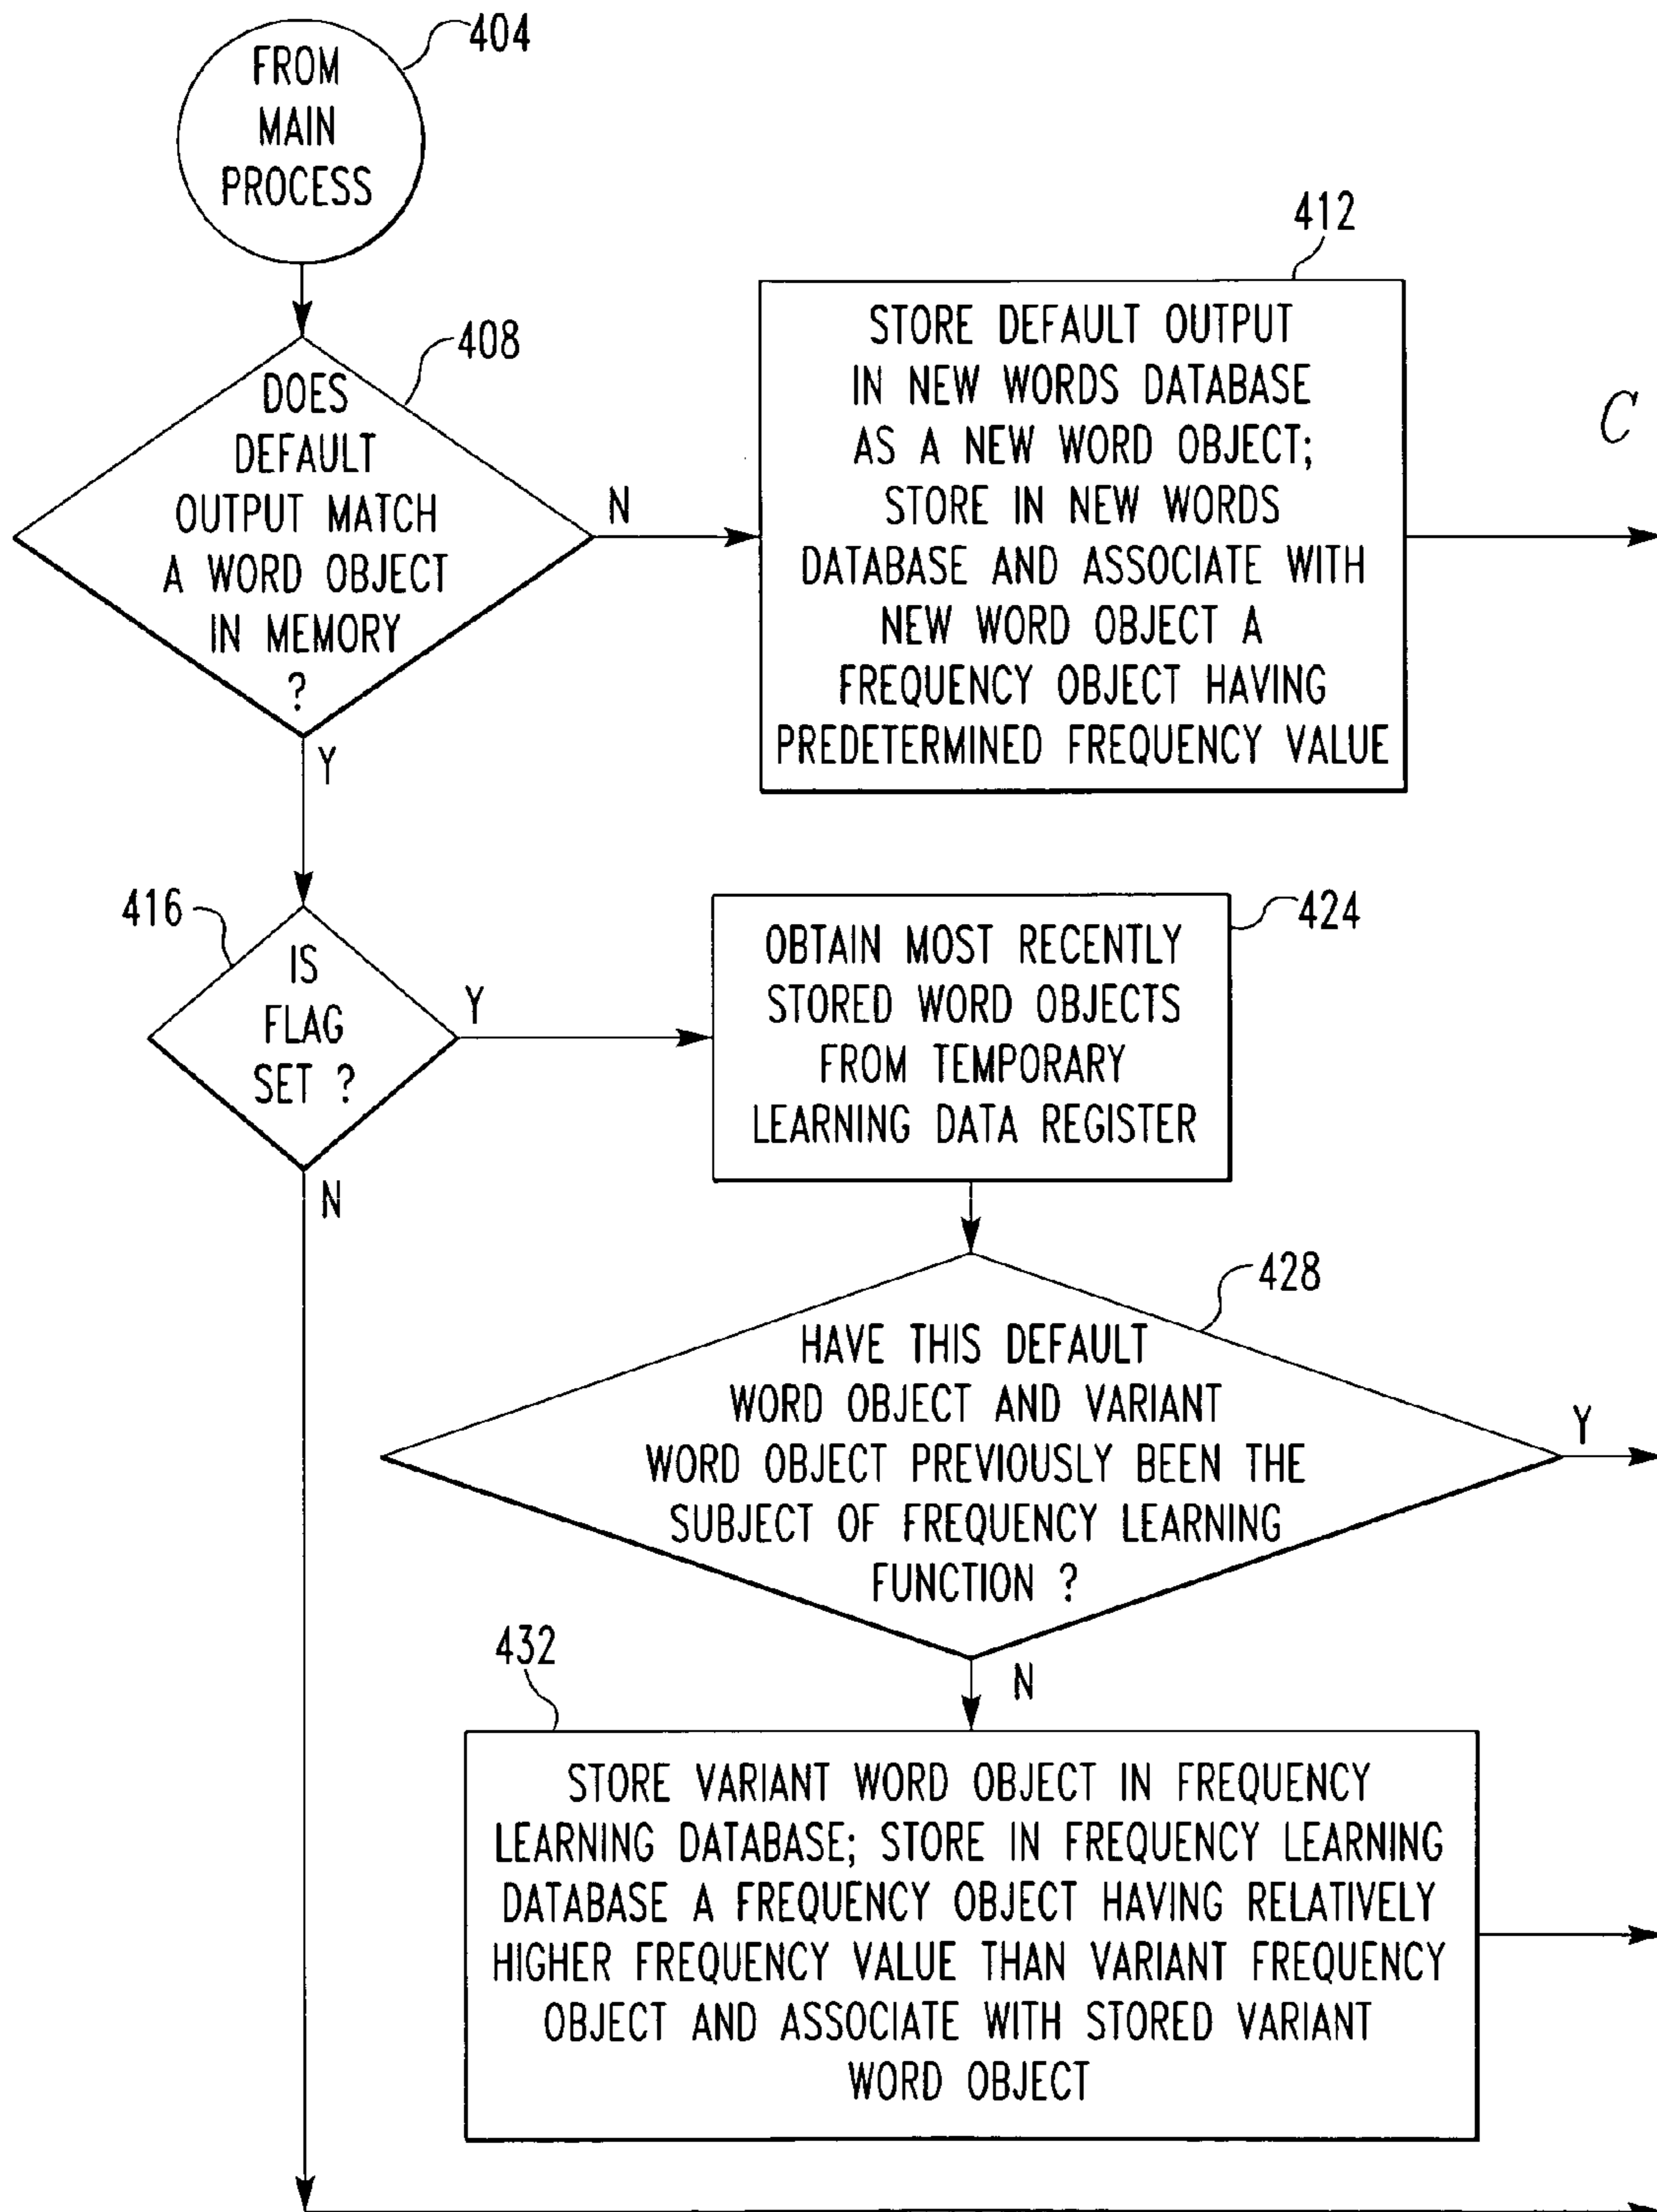 404
FROM
MAIN
PROCESS
408
DOES
DEFAULT
OUTPUT MATCH
A WORD OBJECT
IN MEMORY
?
N
Y
412
STORE DEFAULT OUTPUT
IN NEW WORDS DATABASE
AS A NEW WORD OBJECT;
STORE IN NEW WORDS
DATABASE AND ASSOCIATE WITH
NEW WORD OBJECT A
FREQUENCY OBJECT HAVING
PREDETERMINED FREQUENCY VALUE
C
416
IS
FLAG
SET ?
Y
N
424
OBTAIN MOST RECENTLY
STORED WORD OBJECTS
FROM TEMPORARY
LEARNING DATA REGISTER
428
HAVE THIS DEFAULT
WORD OBJECT AND VARIANT
WORD OBJECT PREVIOUSLY BEEN THE
SUBJECT OF FREQUENCY LEARNING
FUNCTION ?
Y
N
432
STORE VARIANT WORD OBJECT IN FREQUENCY
LEARNING DATABASE; STORE IN FREQUENCY LEARNING
DATABASE A FREQUENCY OBJECT HAVING RELATIVELY
HIGHER FREQUENCY VALUE THAN VARIANT FREQUENCY
OBJECT AND ASSOCIATE WITH STORED VARIANT
WORD OBJECT